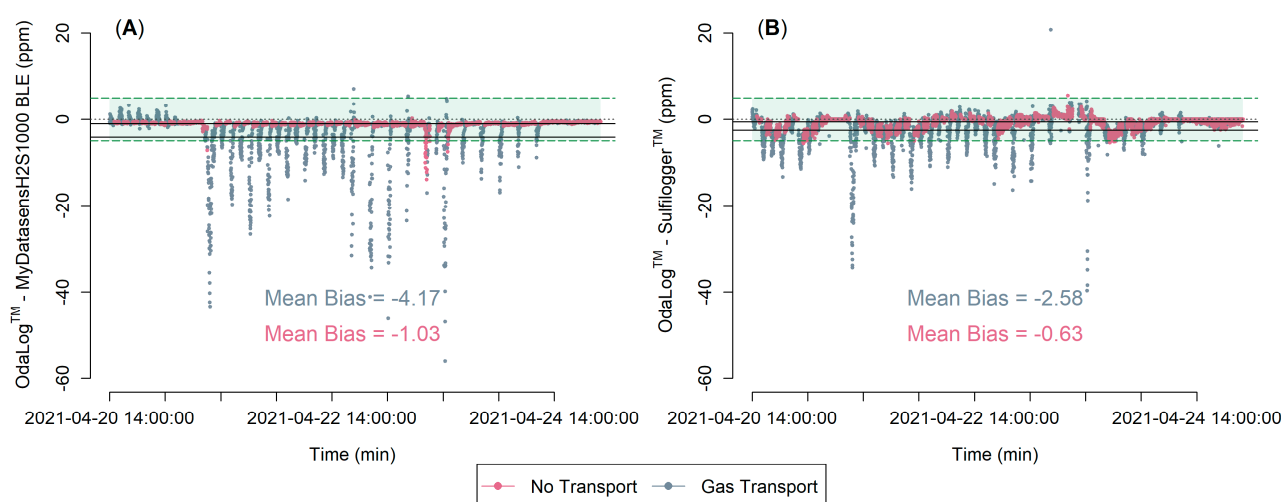 (A)
OdaLog™ - MyDatasensH2S1000 BLE (ppm)
20
0
-20
-40
-60
Mean Bias = -4.17
Mean Bias = -1.03
2021-04-20 14:00:00
2021-04-22 14:00:00
2021-04-24 14:00:00
Time (min)
(B)
OdaLog™ - Sulfilogger™ (ppm)
20
0
-20
-40
-60
Mean Bias = -2.58
Mean Bias = -0.63
2021-04-20 14:00:00
2021-04-22 14:00:00
2021-04-24 14:00:00
Time (min)
No Transport
Gas Transport